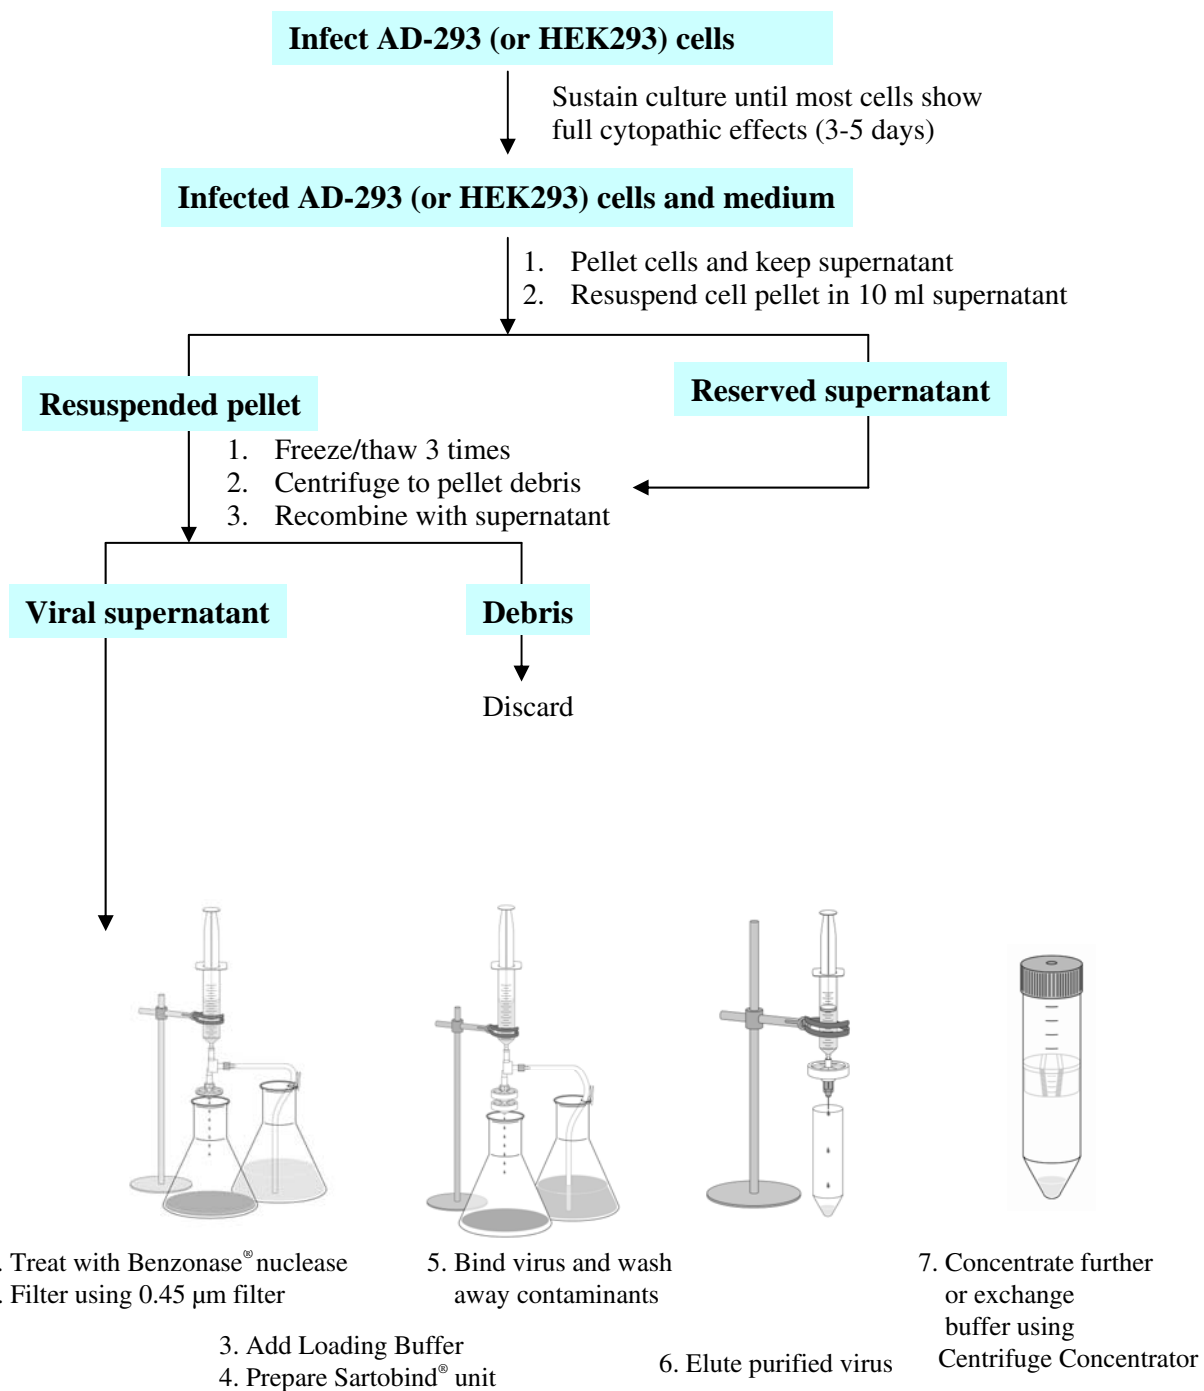 Infect AD-293 (or HEK293) cells
Sustain culture until most cells show
full cytopathic effects (3-5 days)
Infected AD-293 (or HEK293) cells and medium
1. Pellet cells and keep supernatant
2. Resuspend cell pellet in 10 ml supernatant
Resuspended pellet
Reserved supernatant
1. Freeze/thaw 3 times
2. Centrifuge to pellet debris
3. Recombine with supernatant
Viral supernatant
Debris
Discard
. Treat with Benzonase® nuclease
. Filter using 0.45 µm filter
3. Add Loading Buffer
4. Prepare Sartobind® unit
5. Bind virus and wash
away contaminants
6. Elute purified virus
7. Concentrate further
or exchange
buffer using
Centrifuge Concentrator